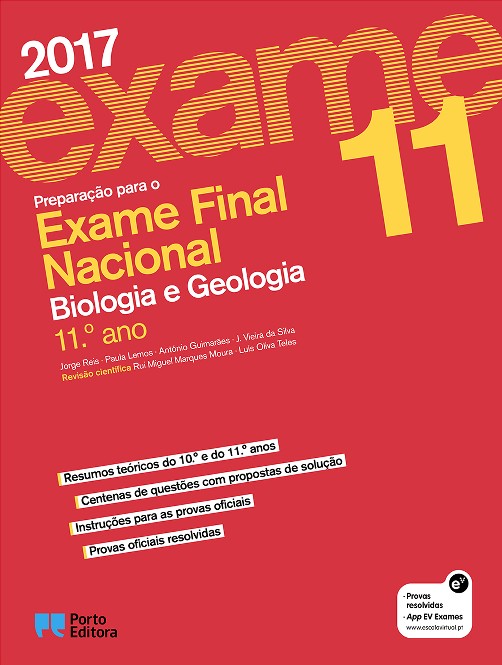 2017
exame
11
Preparação para o
Exame Final
Nacional
Biologia e Geologia
11.º ano
Jorge Reis · Paula Lemos · António Guimarães · J. Vieira da Silva
Revisão científica Rui Miguel Marques Moura · Luís Oliva Teles
Resumos teóricos do 10.º e do 11.º anos
Centenas de questões com propostas de solução
Instruções para as provas oficiais
Provas oficiais resolvidas
Porto
Editora
eV
· Provas
resolvidas
· App EV Exames
www.escolavirtual.pt